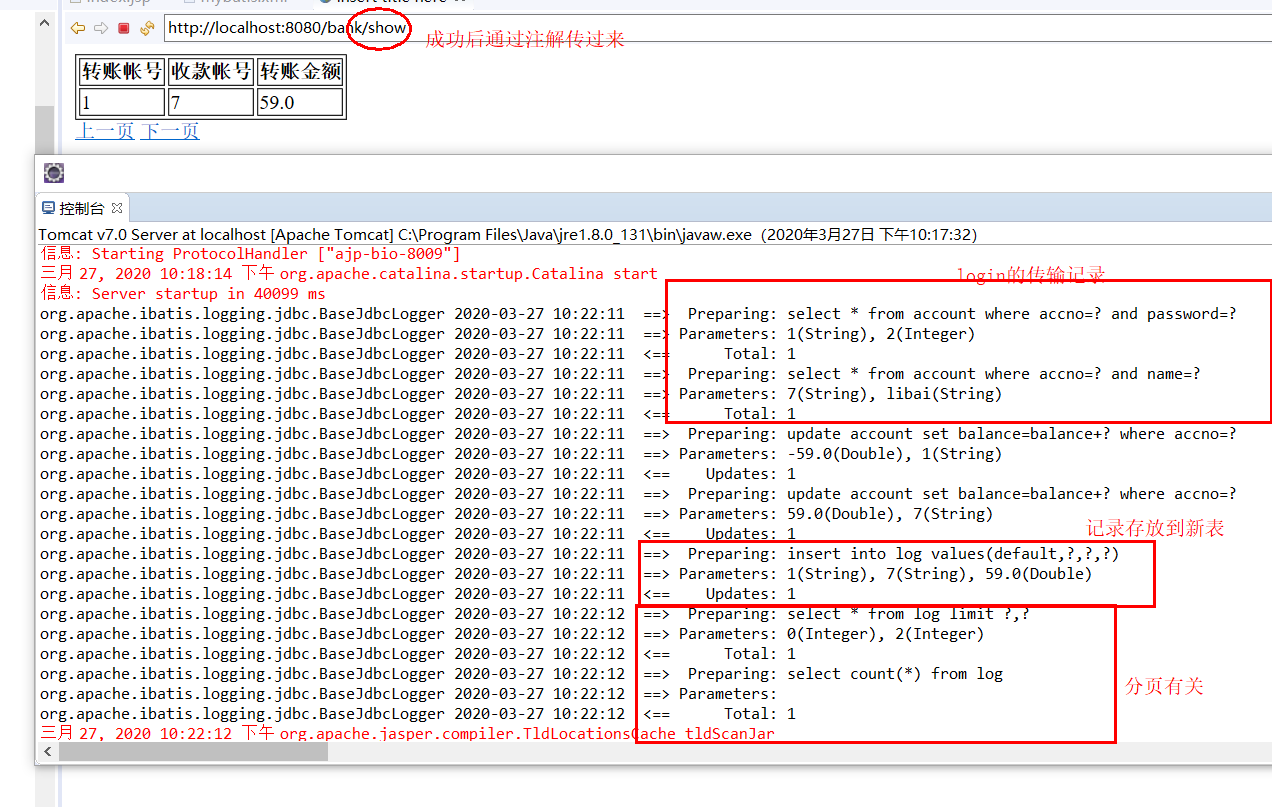 index.jsp
mybatis.xml
insert title here
http://localhost:8080/bank/show
成功后通过注解传过来
转账帐号 收款帐号 转账金额
1 7 59.0
上一页 下一页
控制台
Tomcat v7.0 Server at localhost [Apache Tomcat] C:\Program Files\Java\jre1.8.0_131\bin\javaw.exe（2020年3月27日 下午10:17:32）
信息: Starting ProtocolHandler ["ajp-bio-8009"]
三月 27, 2020 10:18:14 下午 org.apache.catalina.startup.Catalina start
login的传输记录
信息: Server startup in 40099 ms
org.apache.ibatis.logging.jdbc.BaseJdbcLogger 2020-03-27 10:22:11 ==> Preparing: select * from account where accno=? and password=?
org.apache.ibatis.logging.jdbc.BaseJdbcLogger 2020-03-27 10:22:11 ==> Parameters: 1(String), 2(Integer)
org.apache.ibatis.logging.jdbc.BaseJdbcLogger 2020-03-27 10:22:11 <== Total: 1
org.apache.ibatis.logging.jdbc.BaseJdbcLogger 2020-03-27 10:22:11 ==> Preparing: select * from account where accno=? and name=?
org.apache.ibatis.logging.jdbc.BaseJdbcLogger 2020-03-27 10:22:11 ==> Parameters: 7(String), libai(String)
org.apache.ibatis.logging.jdbc.BaseJdbcLogger 2020-03-27 10:22:11 <== Total: 1
org.apache.ibatis.logging.jdbc.BaseJdbcLogger 2020-03-27 10:22:11 ==> Preparing: update account set balance=balance+? where accno=?
org.apache.ibatis.logging.jdbc.BaseJdbcLogger 2020-03-27 10:22:11 ==> Parameters: -59.0(Double), 1(String)
org.apache.ibatis.logging.jdbc.BaseJdbcLogger 2020-03-27 10:22:11 <== Updates: 1
org.apache.ibatis.logging.jdbc.BaseJdbcLogger 2020-03-27 10:22:11 ==> Preparing: update account set balance=balance+? where accno=?
org.apache.ibatis.logging.jdbc.BaseJdbcLogger 2020-03-27 10:22:11 ==> Parameters: 59.0(Double), 7(String)
org.apache.ibatis.logging.jdbc.BaseJdbcLogger 2020-03-27 10:22:11 <== Updates: 1
记录存放到新表
org.apache.ibatis.logging.jdbc.BaseJdbcLogger 2020-03-27 10:22:11 ==> Preparing: insert into log values(default,?,?,?)
org.apache.ibatis.logging.jdbc.BaseJdbcLogger 2020-03-27 10:22:11 ==> Parameters: 1(String), 7(String), 59.0(Double)
org.apache.ibatis.logging.jdbc.BaseJdbcLogger 2020-03-27 10:22:11 <== Updates: 1
org.apache.ibatis.logging.jdbc.BaseJdbcLogger 2020-03-27 10:22:12 ==> Preparing: select * from log limit ?,?
org.apache.ibatis.logging.jdbc.BaseJdbcLogger 2020-03-27 10:22:12 ==> Parameters: 0(Integer), 2(Integer)
org.apache.ibatis.logging.jdbc.BaseJdbcLogger 2020-03-27 10:22:12 <== Total: 1
org.apache.ibatis.logging.jdbc.BaseJdbcLogger 2020-03-27 10:22:12 ==> Preparing: select count(*) from log
org.apache.ibatis.logging.jdbc.BaseJdbcLogger 2020-03-27 10:22:12 ==> Parameters:
分页有关
org.apache.ibatis.logging.jdbc.BaseJdbcLogger 2020-03-27 10:22:12 <== Total: 1
三月 27, 2020 10:22:12 下午 org.apache.jasper.compiler.TldLocationsCache tldScanJar